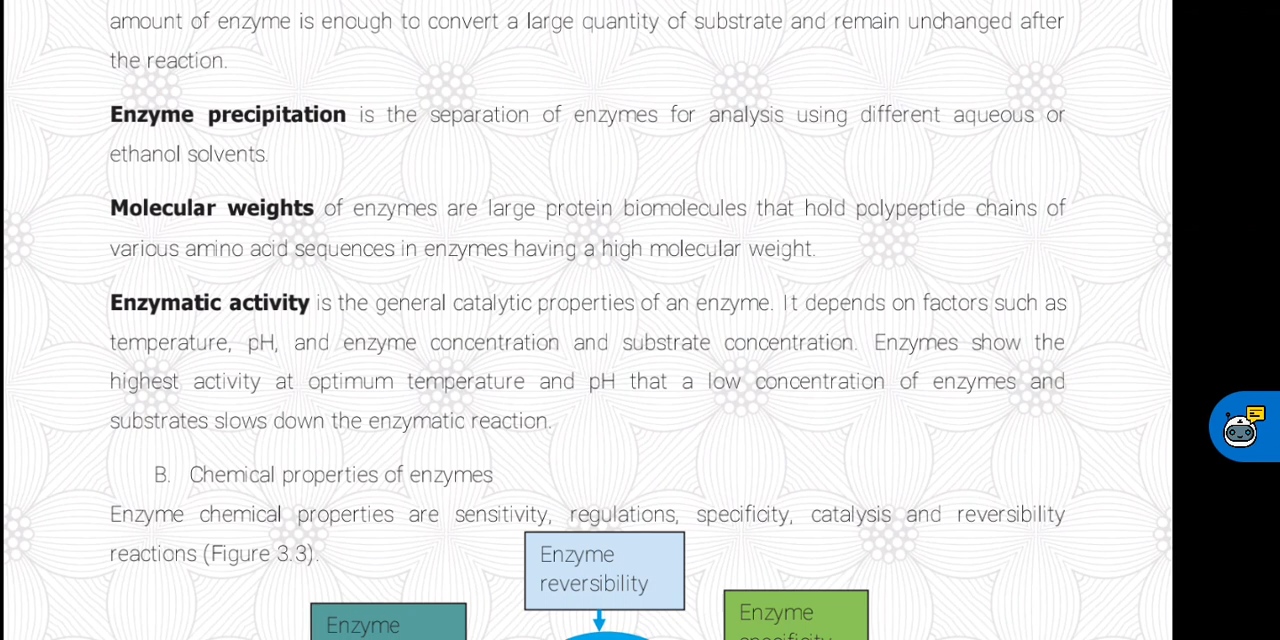 amount of enzyme is enough to convert a large quantity of substrate and remain unchanged after
the reaction.
Enzyme precipitation is the separation of enzymes for analysis using different aqueous or
ethanol solvents.
Molecular weights of enzymes are large protein biomolecules that hold polypeptide chains of
various amino acid sequences in enzymes having a high molecular weight.
Enzymatic activity is the general catalytic properties of an enzyme. It depends on factors such as
temperature, pH, and enzyme concentration and substrate concentration. Enzymes show the
highest activity at optimum temperature and pH that a low concentration of enzymes and
substrates slows down the enzymatic reaction.
B. Chemical properties of enzymes
Enzyme chemical properties are sensitivity, regulations, specificity, catalysis and reversibility
reactions (Figure 3.3).
Enzyme
reversibility
Enzyme
specificity
Enzyme